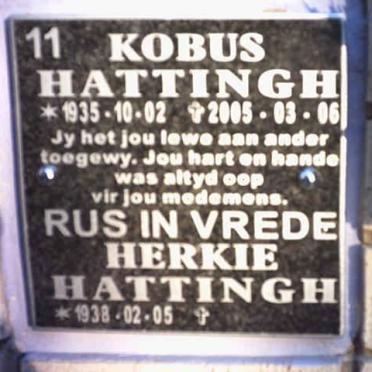 11 KOBUS
HATTINGH
*1935-10-02 ✞2005-03-06
Jy het jou lewe aan ander
toegewy. Jou hart en hande
was altyd oop
vir jou medemens.
RUS IN VREDE
HERKIE
HATTINGH
*1938-02-05 ✞